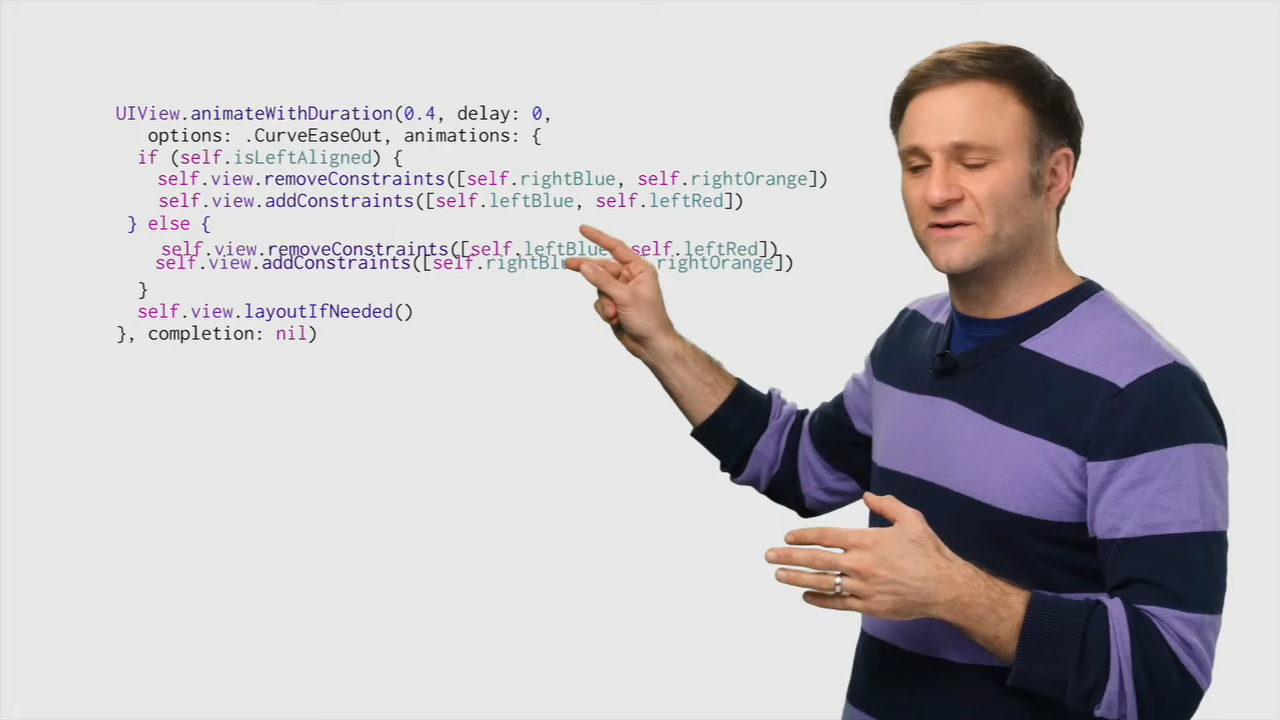 UIView.animateWithDuration(0.4, delay: 0,
options: .CurveEaseOut, animations: {
if (self.isLeftAligned) {
self.view.removeConstraints([self.rightBlue, self.rightOrange])
self.view.addConstraints([self.leftBlue, self.leftRed])
} else {
self.view.removeConstraints([self.leftBlue self.leftRed])
self.view.addConstraints([self. rightOrange])
}
self.view.layoutIfNeeded()
}, completion: nil)